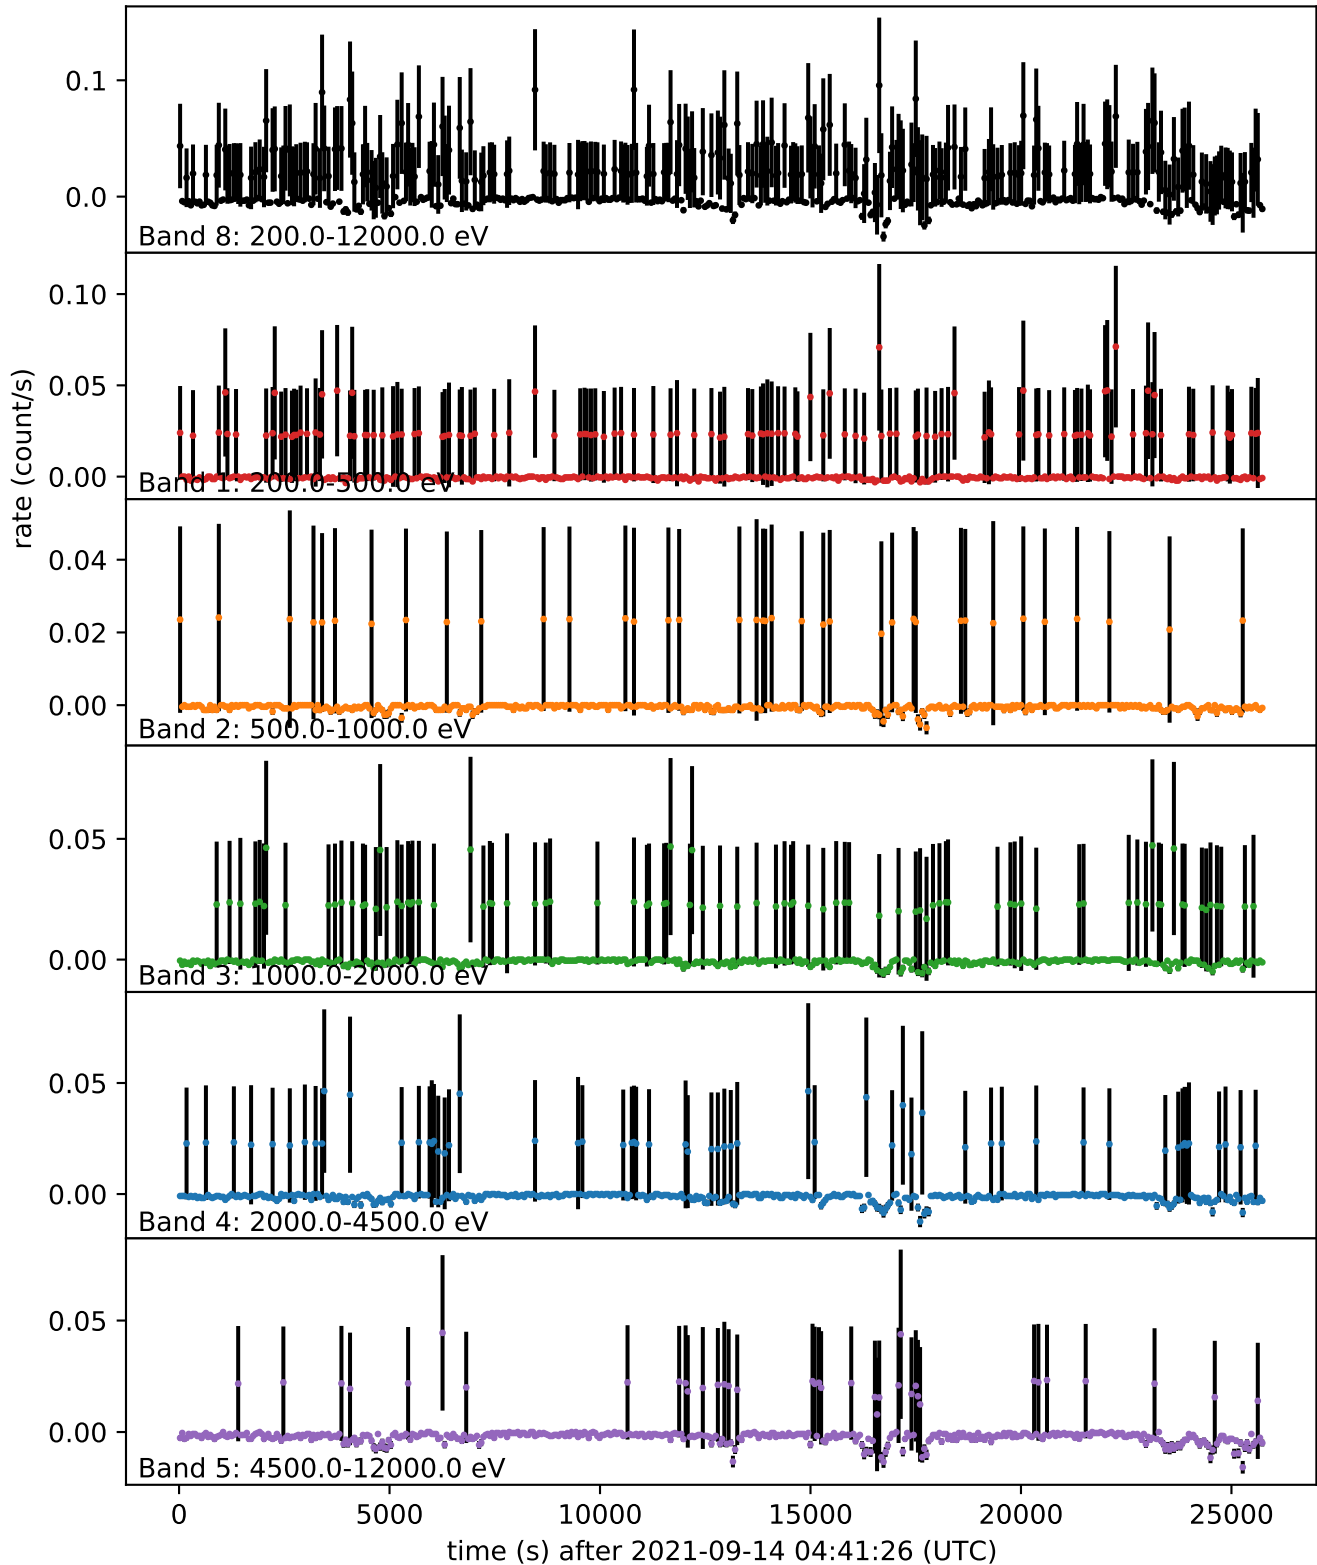 0.1
0.0
Band 8: 200.0-12000.0 eV
0.10
0.05
0.00
Band 1: 200.0-500.0 eV
rate (count/s)
0.04
0.02
0.00
Band 2: 500.0-1000.0 eV
0.05
0.00
Band 3: 1000.0-2000.0 eV
0.05
0.00
Band 4: 2000.0-4500.0 eV
0.05
0.00
Band 5: 4500.0-12000.0 eV
0 5000 10000 15000 20000 25000
time (s) after 2021-09-14 04:41:26 (UTC)